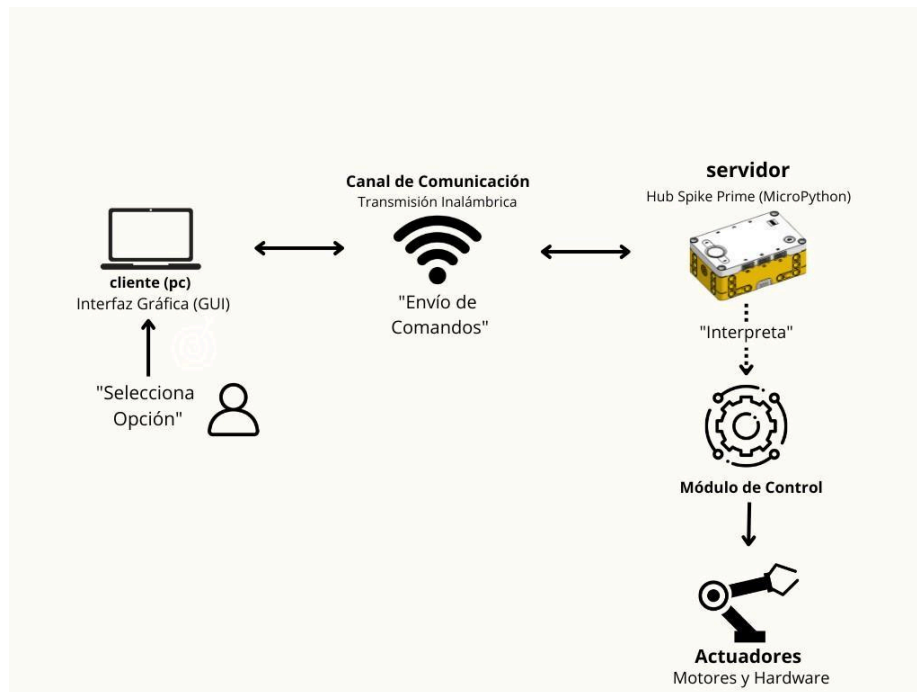 servidor
Hub Spike Prime (MicroPython)
Canal de Comunicación
Transmisión Inalámbrica
cliente (pc)
Interfaz Gráfica (GUI)
"Envío de
Comandos"
"Interpreta"
"Selecciona
Opción"
Módulo de Control
Actuadores
Motores y Hardware